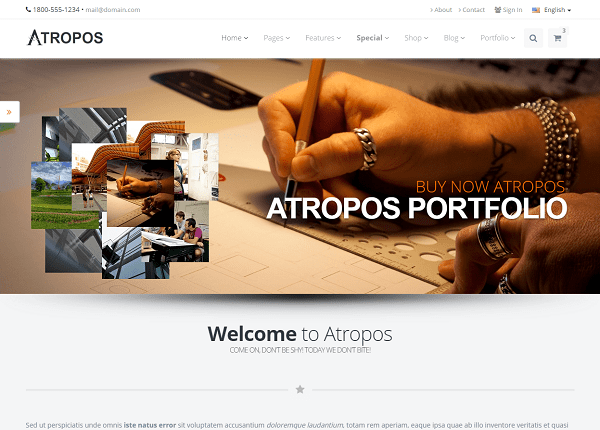 1800-555-1234 • mail@domain.com
About Contact Sign In English
ATROPOS
Home Pages Features Special Shop Blog Portfolio 3
BUY NOW ATROPOS
ATROPOS PORTFOLIO
Welcome to Atropos
COME ON, DON'T BE SHY! TODAY WE DON'T BITE!
Sed ut perspiciatis unde omnis iste natus error sit voluptatem accusantium doloremque laudantium, totam rem aperiam, eaque ipsa quae ab illo inventore veritatis et quasi